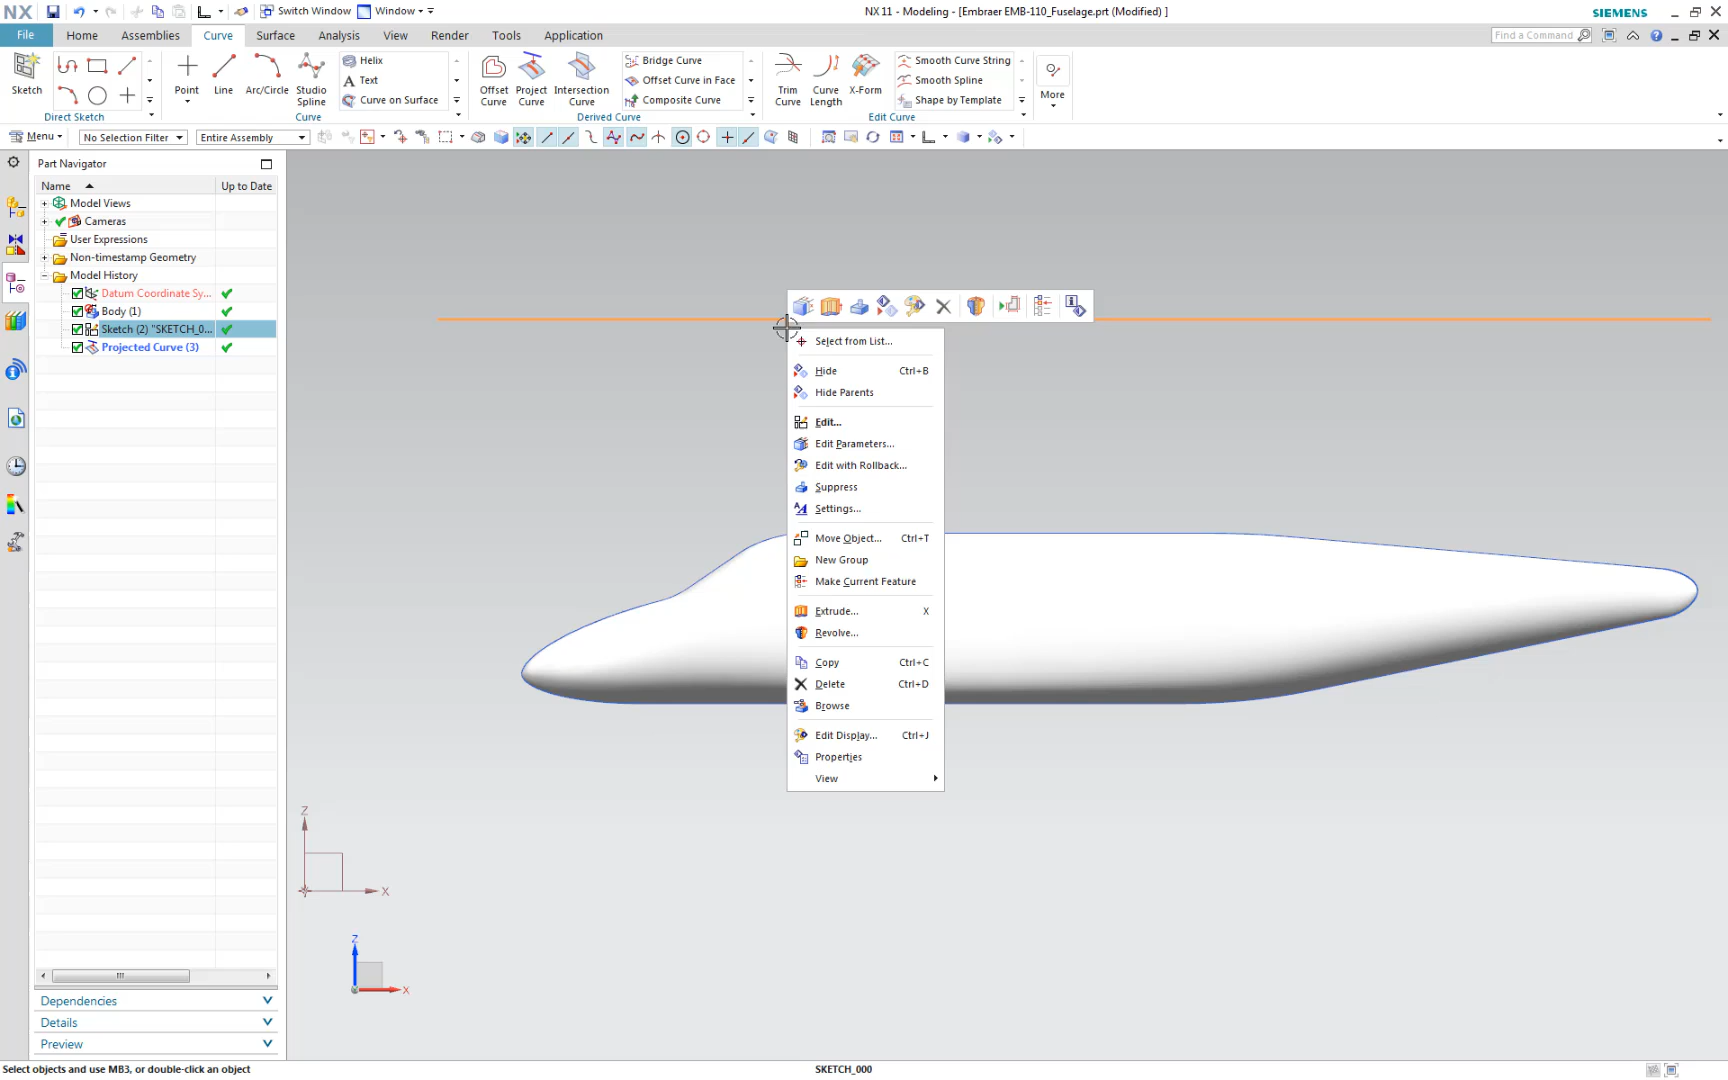 NX
Switch Window
Window
NX 11 - Modeling - [Embraer EMB-110_Fuselage.prt (Modified) ]
SIEMENS
File
Home
Assemblies
Curve
Surface
Analysis
View
Render
Tools
Application
Find a Command
Sketch
Direct Sketch
Point
Line
Arc/Circle
Studio
Spline
Helix
Text
Curve on Surface
Curve
Offset
Curve
Project
Curve
Intersection
Curve
Bridge Curve
Offset Curve in Face
Composite Curve
Derived Curve
Trim
Curve
Curve
Length
X-Form
Smooth Curve String
Smooth Spline
Shape by Template
Edit Curve
More
Menu
No Selection Filter
Entire Assembly
Part Navigator
Name
Up to Date
Model Views
Cameras
User Expressions
Non-timestamp Geometry
Model History
Datum Coordinate Sy...
Body (1)
Sketch (2) "SKETCH_0...
Projected Curve (3)
Select from List...
Hide Ctrl+B
Hide Parents
Edit...
Edit Parameters...
Edit with Rollback...
Suppress
Settings...
Move Object... Ctrl+T
New Group
Make Current Feature
Extrude... X
Revolve...
Copy Ctrl+C
Delete Ctrl+D
Browse
Edit Display... Ctrl+J
Properties
View
Z
X
Z
X
Dependencies
Details
Preview
Select objects and use MB3, or double-click an object
SKETCH_000